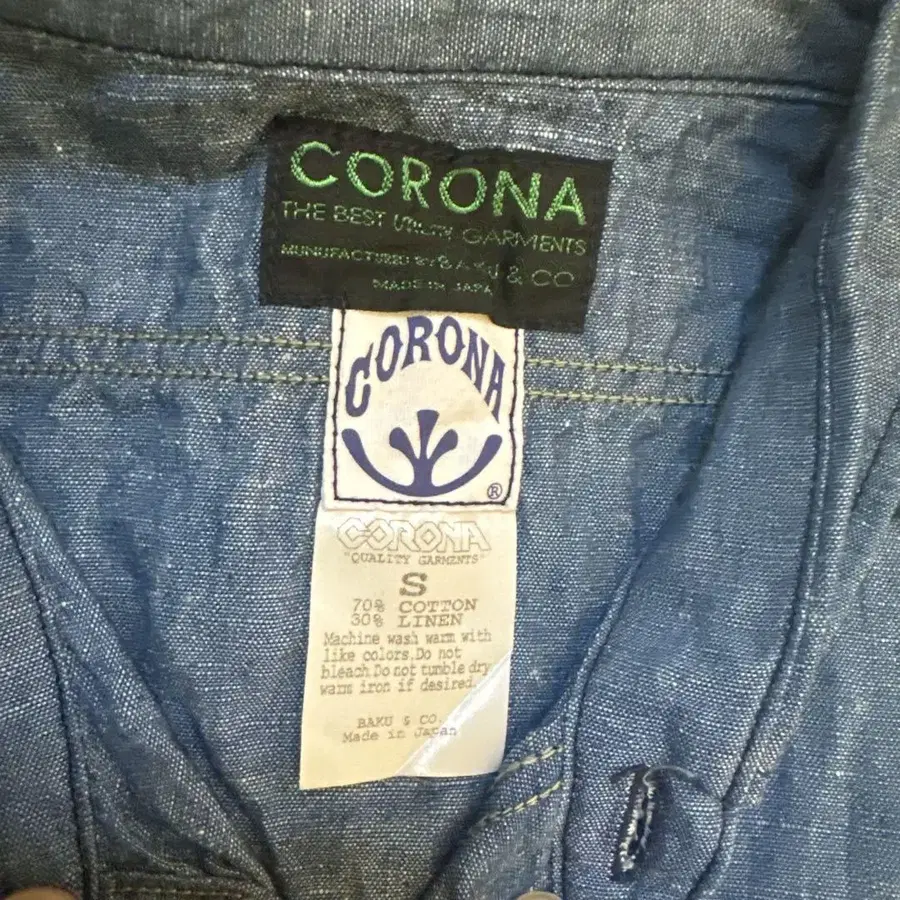 CORONA
THE BEST UTILITY GARMENTS
MUNUFACTURED BY BAKU & CO
MADE IN JAPA
CORONA
®
CORONA
"QUALITY GARMENTS"
S
70% COTTON
30% LINEN
Machine wash warm with
like colors.Do not
bleach.Do not tumble dry
warm iron if desired.
BAKU & CO.
Made in Japan